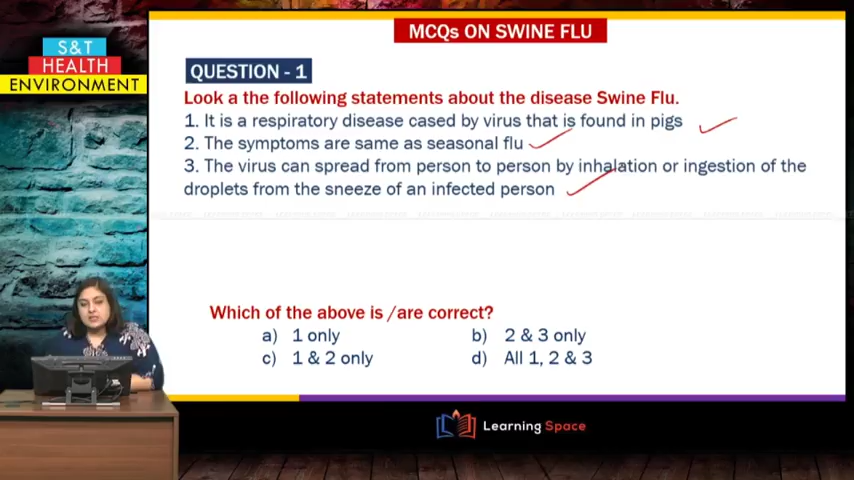 S&T
HEALTH
ENVIRONMENT
MCQs ON SWINE FLU
QUESTION - 1
Look a the following statements about the disease Swine Flu.
1. It is a respiratory disease cased by virus that is found in pigs
2. The symptoms are same as seasonal flu
3. The virus can spread from person to person by inhalation or ingestion of the
droplets from the sneeze of an infected person
Which of the above is /are correct?
a) 1 only
b) 2 & 3 only
c) 1 & 2 only
d) All 1, 2 & 3
Learning Space